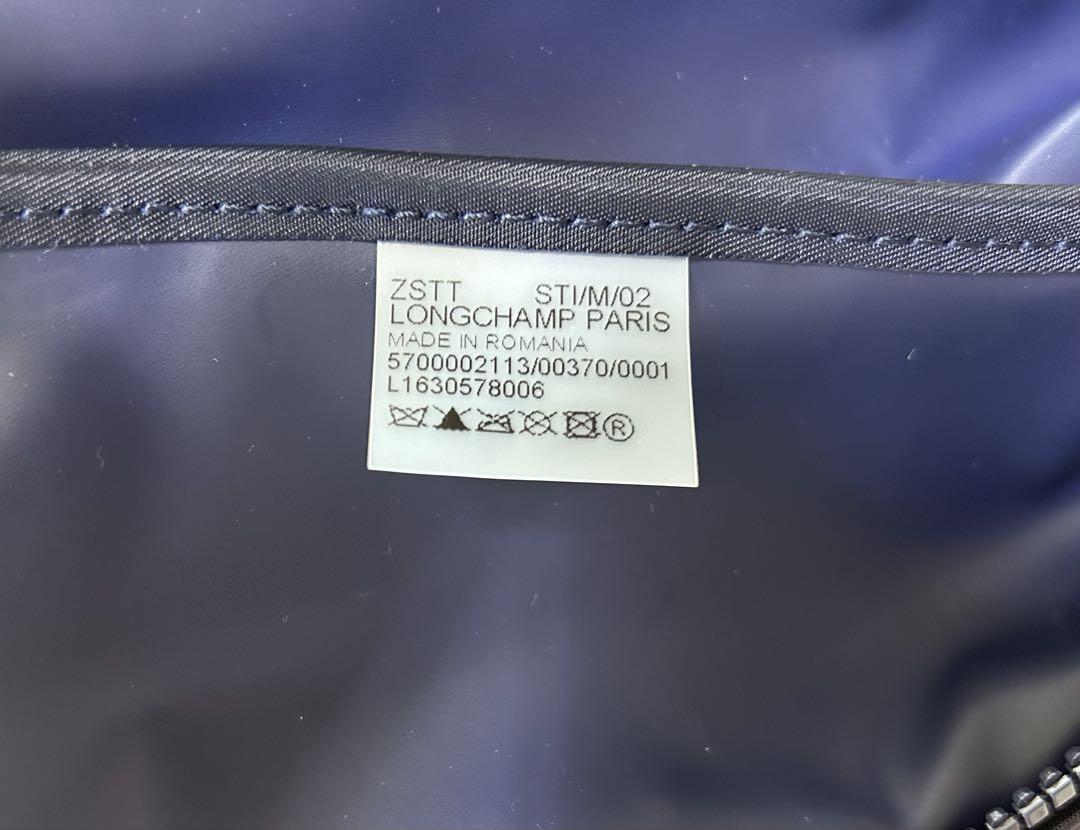 ZSTT STI/M/02
LONGCHAMP PARIS
MADE IN ROMANIA
5700002113/00370/0001
L1630578006
®